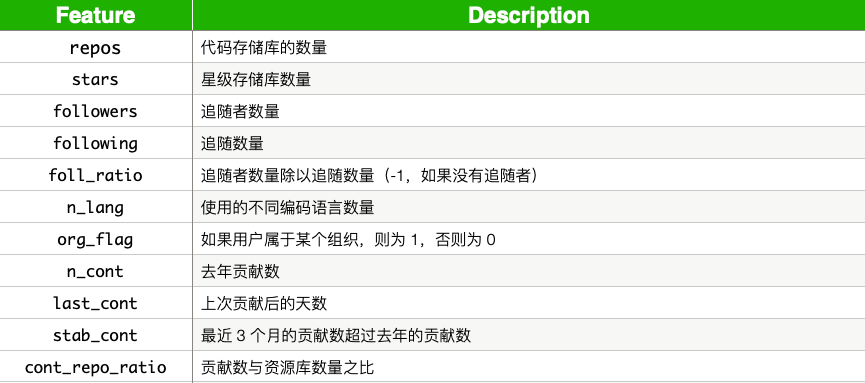 Feature Description
repos 代码存储库的数量
stars 星级存储库数量
followers 追随者数量
following 追随数量
foll_ratio 追随者数量除以追随数量（-1，如果没有追随者）
n_lang 使用的不同编码语言数量
org_flag 如果用户属于某个组织，则为 1，否则为 0
n_cont 去年贡献数
last_cont 上次贡献后的天数
stab_cont 最近 3 个月的贡献数超过去年的贡献数
cont_repo_ratio 贡献数与资源库数量之比